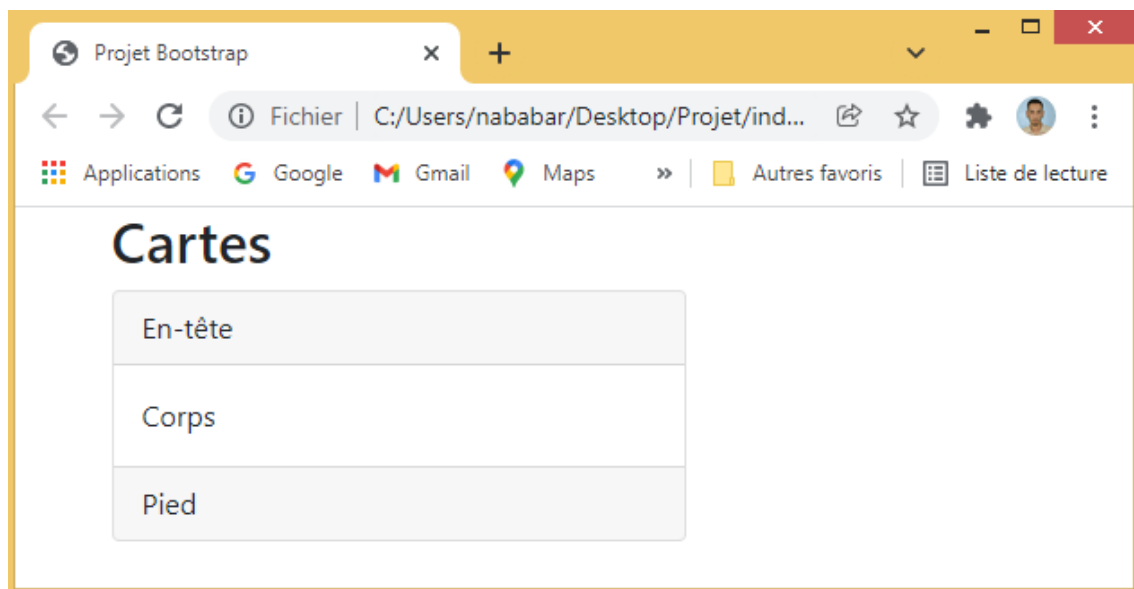 Projet Bootstrap
Fichier | C:/Users/nababar/Desktop/Projet/ind...
Applications Google Gmail Maps » Autres favoris Liste de lecture
Cartes
En-tête
Corps
Pied